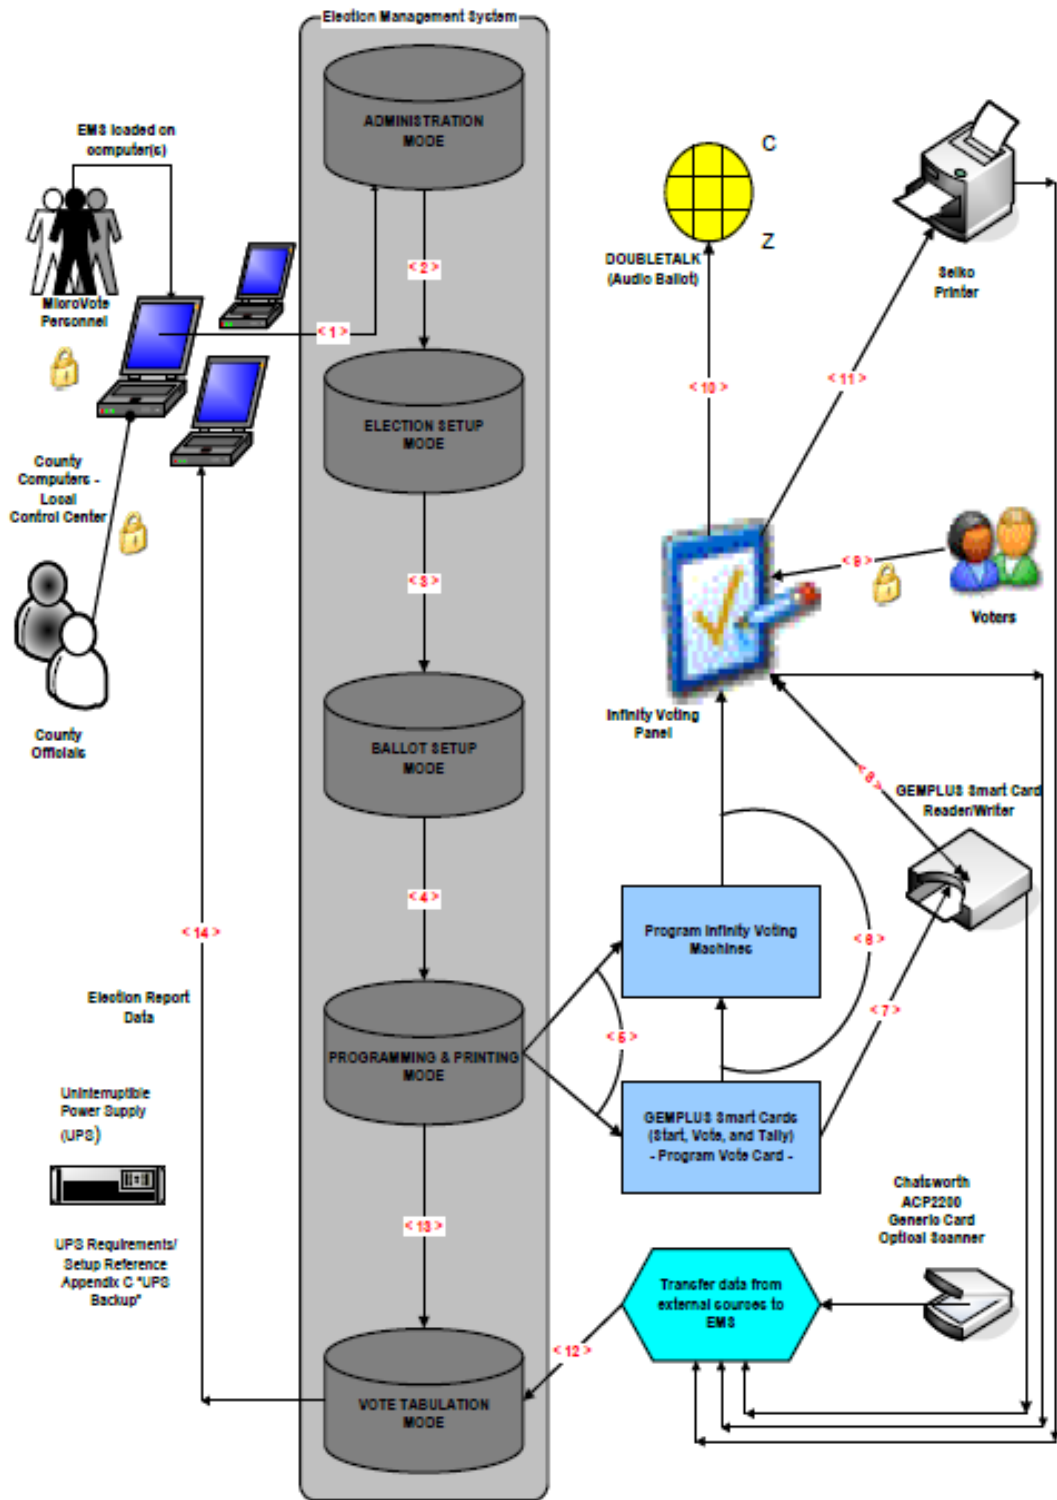 Election Management System
ADMINISTRATION
MODE
EMS loaded on
computer(s)
MicroVote
Personnel
< 1 >
< 2 >
C
Z
DOUBLETALK
(Audio Ballot)
Seiko
Printer
ELECTION SETUP
MODE
< 10 >
< 11 >
County
Computers -
Local
Control Center
< 3 >
< 9 >
Voters
County
Officials
Infinity Voting
Panel
BALLOT SETUP
MODE
< 8 >
GEMPLUS Smart Card
Reader/Writer
< 4 >
< 14 >
Program Infinity Voting
Machines
< 6 >
Election Report
Data
< 5 >
< 7 >
PROGRAMMING & PRINTING
MODE
Uninterruptible
Power Supply
(UPS)
GEMPLUS Smart Cards
(Start, Vote, and Tally)
- Program Vote Card -
UPS Requirements/
Setup Reference
Appendix C "UPS
Backup"
< 13 >
Chatsworth
ACP2200
Generic Card
Optical Scanner
Transfer data from
external sources to
EMS
< 12 >
VOTE TABULATION
MODE